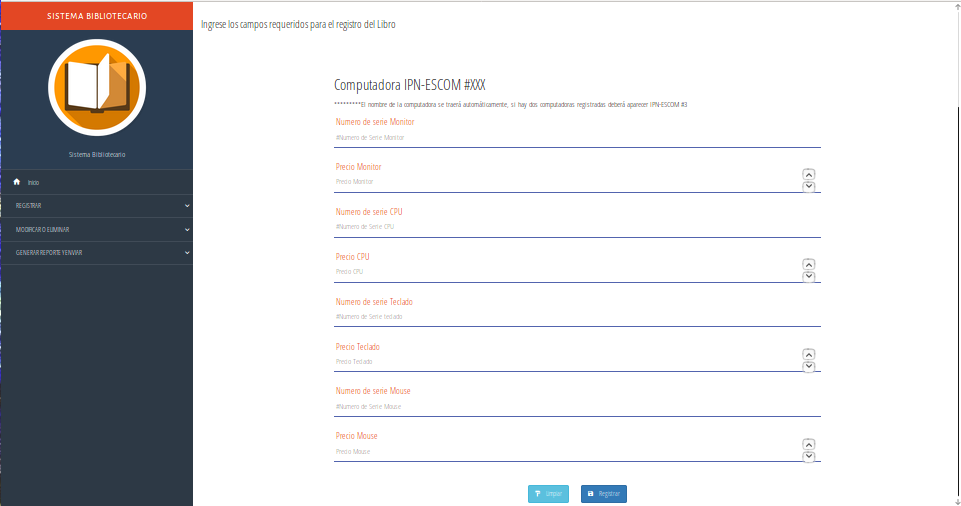 SISTEMA BIBLIOTECARIO
Sistema Bibliotecario
Inicio
REGISTRAR
MODIFICAR O ELIMINAR
GENERAR REPORTE Y ENVIAR
Ingrese los campos requeridos para el registro del Libro
Computadora IPN-ESCOM #XXX
*********El nombre de la computadora se traerá automáticamente, si hay dos computadoras registradas deberá aparecer IPN-ESCOM #3
Numero de serie Monitor
#Numero de Serie Monitor
Precio Monitor
Precio Monitor
Numero de serie CPU
#Numero de Serie CPU
Precio CPU
Precio CPU
Numero de serie Teclado
#Numero de Serie teclado
Precio Teclado
Precio Teclado
Numero de serie Mouse
#Numero de Serie Mouse
Precio Mouse
Precio Mouse
Limpiar
Registrar